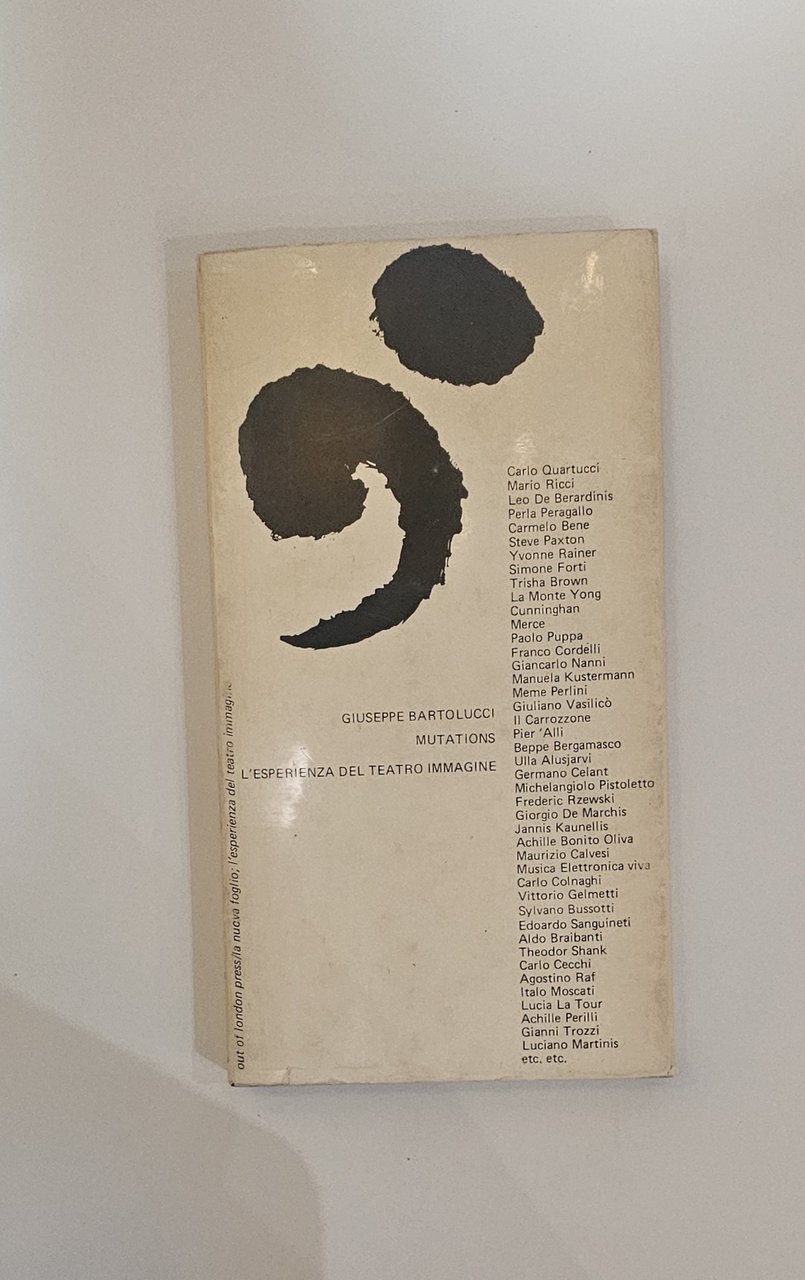 GIUSEPPE BARTOLUCCI
MUTATIONS
L'ESPERIENZA DEL TEATRO IMMAGINE
Carlo Quartucci
Mario Ricci
Leo De Berardinis
Perla Peragallo
Carmelo Bene
Steve Paxton
Yvonne Rainer
Simone Forti
Trisha Brown
La Monte Yong
Cunninghan
Merce
Paolo Puppa
Franco Cordelli
Giancarlo Nanni
Manuela Kustermann
Meme Perlini
Giuliano Vasilicò
Il Carrozzone
Pier 'Alli
Beppe Bergamasco
Ulla Alusjarvi
Germano Celant
Michelangiolo Pistoletto
Frederic Rzewski
Giorgio De Marchis
Jannis Kaunellis
Achille Bonito Oliva
Maurizio Calvesi
Musica Elettronica viva
Carlo Colnaghi
Vittorio Gelmetti
Sylvano Bussotti
Edoardo Sanguineti
Aldo Braibanti
Theodor Shank
Carlo Cecchi
Agostino Raf
Italo Moscati
Lucia La Tour
Achille Perilli
Gianni Trozzi
Luciano Martinis
etc. etc.
out of london press/la nuova foglio; l'esperienza del teatro immagine